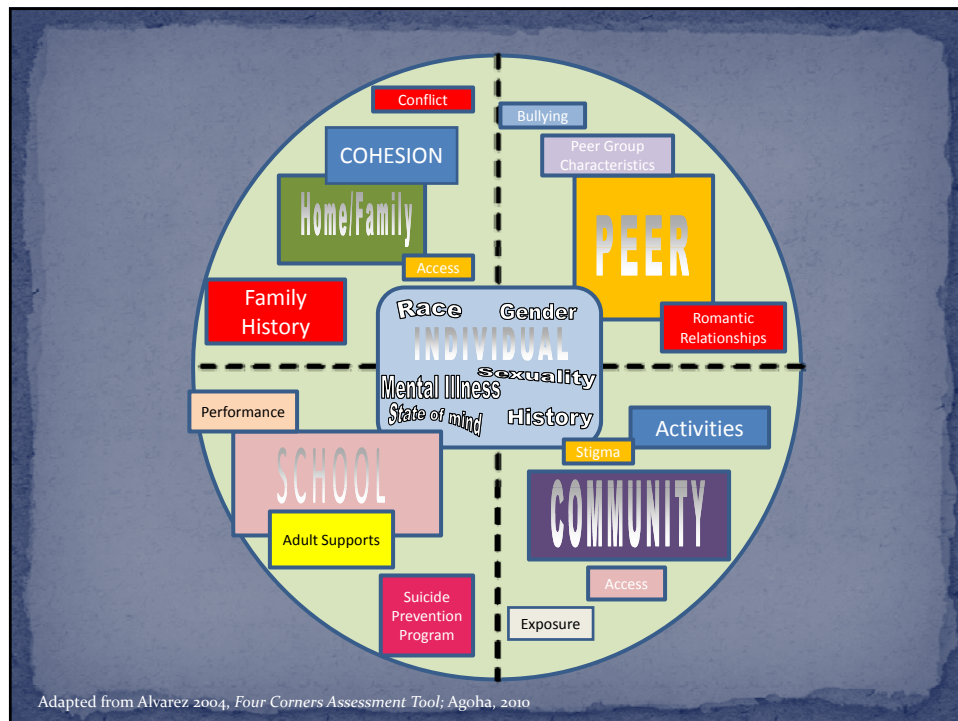 Conflict
COHESION
Home/Family
Access
Family
History
Bullying
Peer Group
Characteristics
PEER
Romantic
Relationships
Race
Gender
INDIVIDUAL
Sexuality
Mental Illness
State of mind
History
Performance
SCHOOL
Adult Supports
Suicide
Prevention
Program
Activities
Stigma
COMMUNITY
Access
Exposure
Adapted from Alvarez 2004, Four Corners Assessment Tool; Agoha, 2010